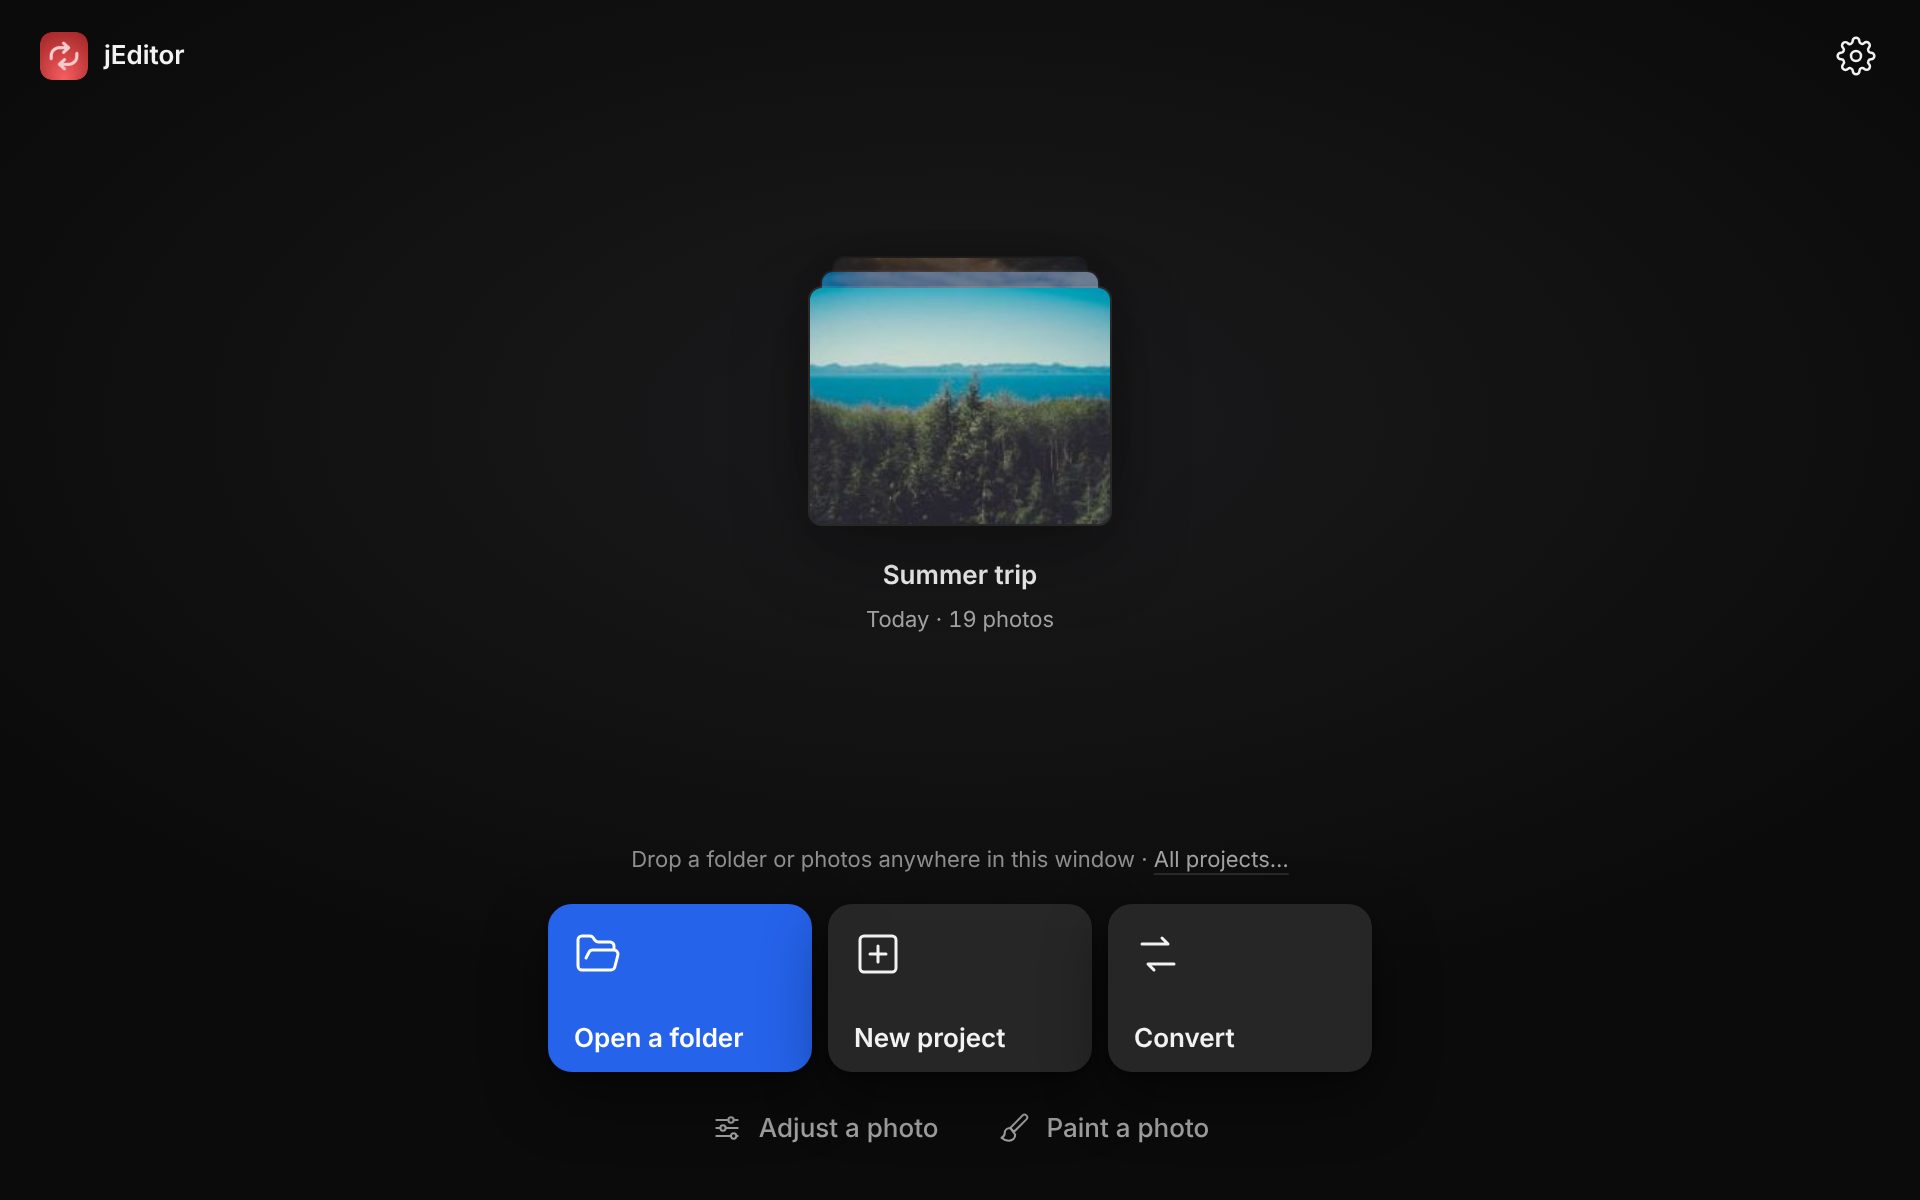 jEditor
Summer trip
Today · 19 photos
Drop a folder or photos anywhere in this window · All projects...
Open a folder
New project
Convert
Adjust a photo
Paint a photo